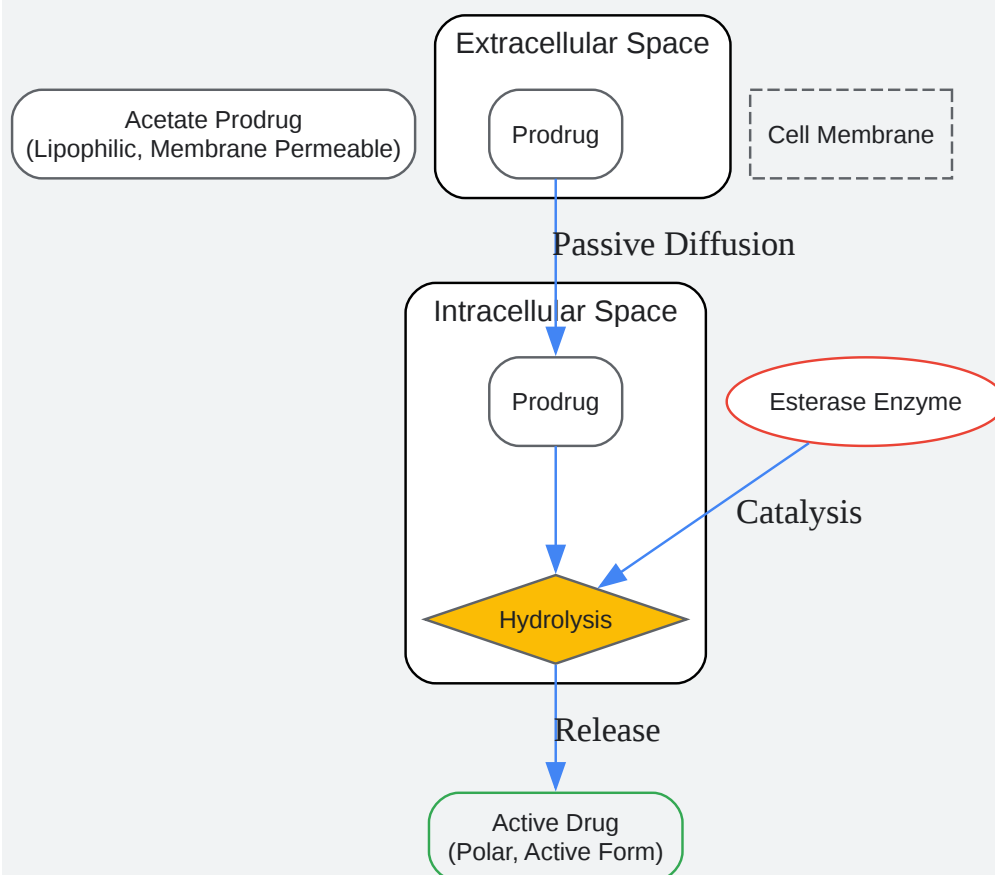 Extracellular Space
Acetate Prodrug
(Lipophilic, Membrane Permeable)
Prodrug
Cell Membrane
Passive Diffusion
Intracellular Space
Prodrug
Esterase Enzyme
Catalysis
Hydrolysis
Release
Active Drug
(Polar, Active Form)